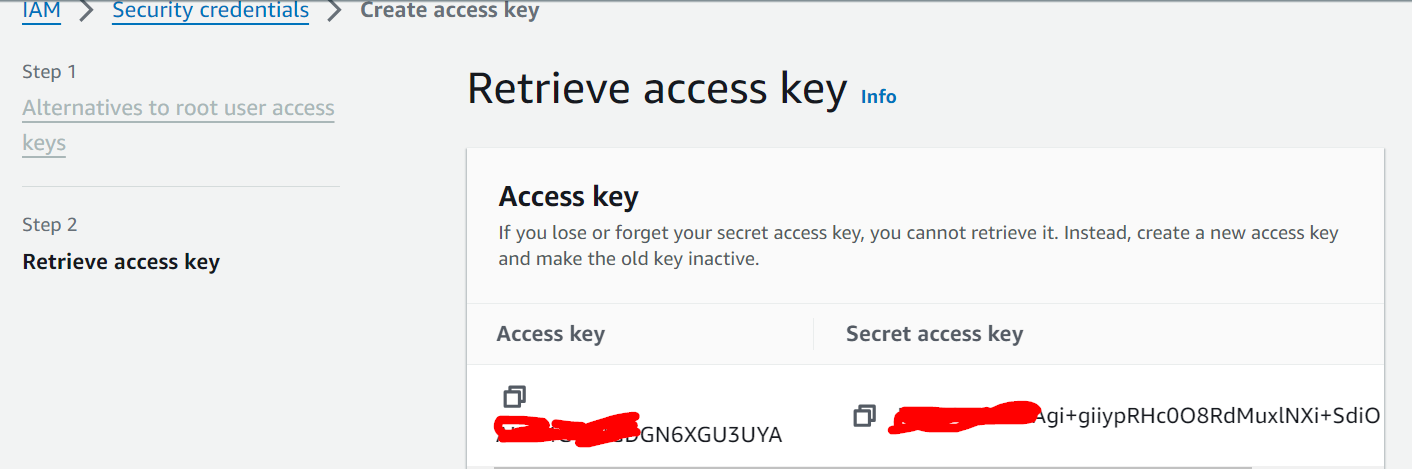 IAM > Security credentials > Create access key
Step 1
Alternatives to root user access
keys
Step 2
Retrieve access key
Retrieve access key Info
Access key
If you lose or forget your secret access key, you cannot retrieve it. Instead, create a new access key
and make the old key inactive.
Access key
Secret access key
DGN6XGU3UYA
Agi+giiypRHc0O8RdMuxlNXi+SdiO